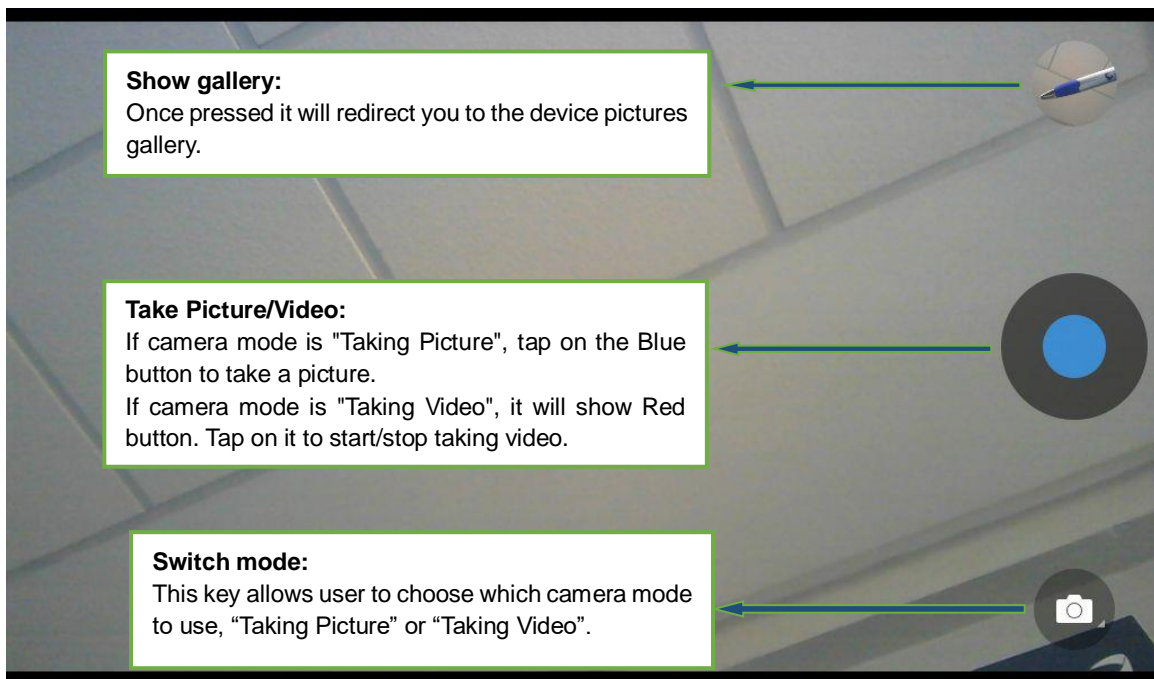 Show gallery:
Once pressed it will redirect you to the device pictures
gallery.
Take Picture/Video:
If camera mode is "Taking Picture", tap on the Blue
button to take a picture.
If camera mode is "Taking Video", it will show Red
button. Tap on it to start/stop taking video.
Switch mode:
This key allows user to choose which camera mode
to use, “Taking Picture” or “Taking Video”.